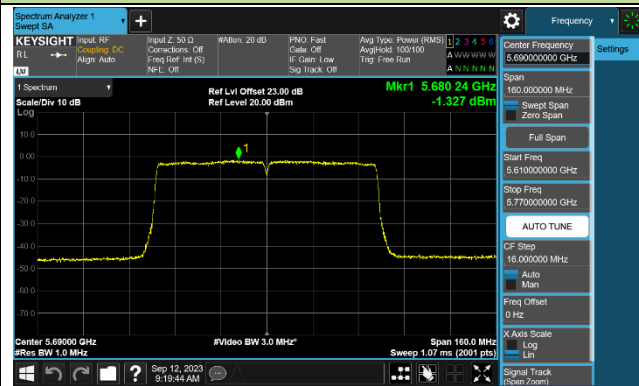 Spectrum Analyzer 1
Swept SA
Frequency
KEYSIGHT
RL
LXI
Input: RF
Coupling: DC
Align: Auto
Input Z: 50 Ω
Corrections: Off
Freq Ref: Int (S)
NFE: Off
#Atten: 20 dB
PNO: Fast
Gate: Off
IF Gain: Low
Sig Track: Off
Avg Type: Power (RMS)
Avg|Hold: 100/100
Trig: Free Run
1 2 3 4 5 6
A W W W W W
A N N N N N
1 Spectrum
Scale/Div 10 dB
Log
Ref Lvl Offset 23.00 dB
Ref Level 20.00 dBm
Mkr1 5.680 24 GHz
-1.327 dBm
1
10.0
0.00
-10.0
-20.0
-30.0
-40.0
-50.0
-60.0
-70.0
Center 5.69000 GHz
#Res BW 1.0 MHz
#Video BW 3.0 MHz*
Span 160.0 MHz
Sweep 1.07 ms (2001 pts)
Sep 12, 2023
9:19:44 AM
Center Frequency
5.690000000 GHz
Settings
Span
160.000000 MHz
Swept Span
Zero Span
Full Span
Start Freq
5.610000000 GHz
Stop Freq
5.770000000 GHz
AUTO TUNE
CF Step
16.000000 MHz
Auto
Man
Freq Offset
0 Hz
X Axis Scale
Log
Lin
Signal Track
(Span Zoom)